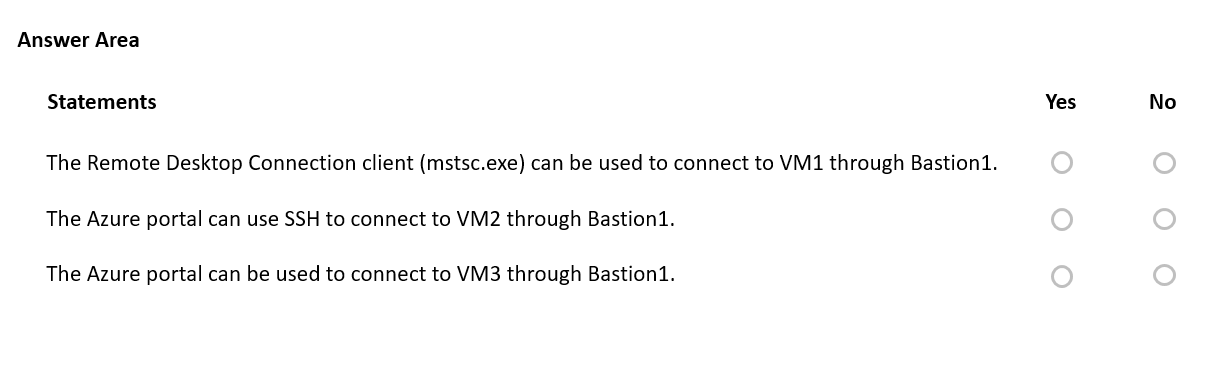 Answer Area
Statements Yes No
The Remote Desktop Connection client (mstsc.exe) can be used to connect to VM1 through Bastion1.
The Azure portal can use SSH to connect to VM2 through Bastion1.
The Azure portal can be used to connect to VM3 through Bastion1.